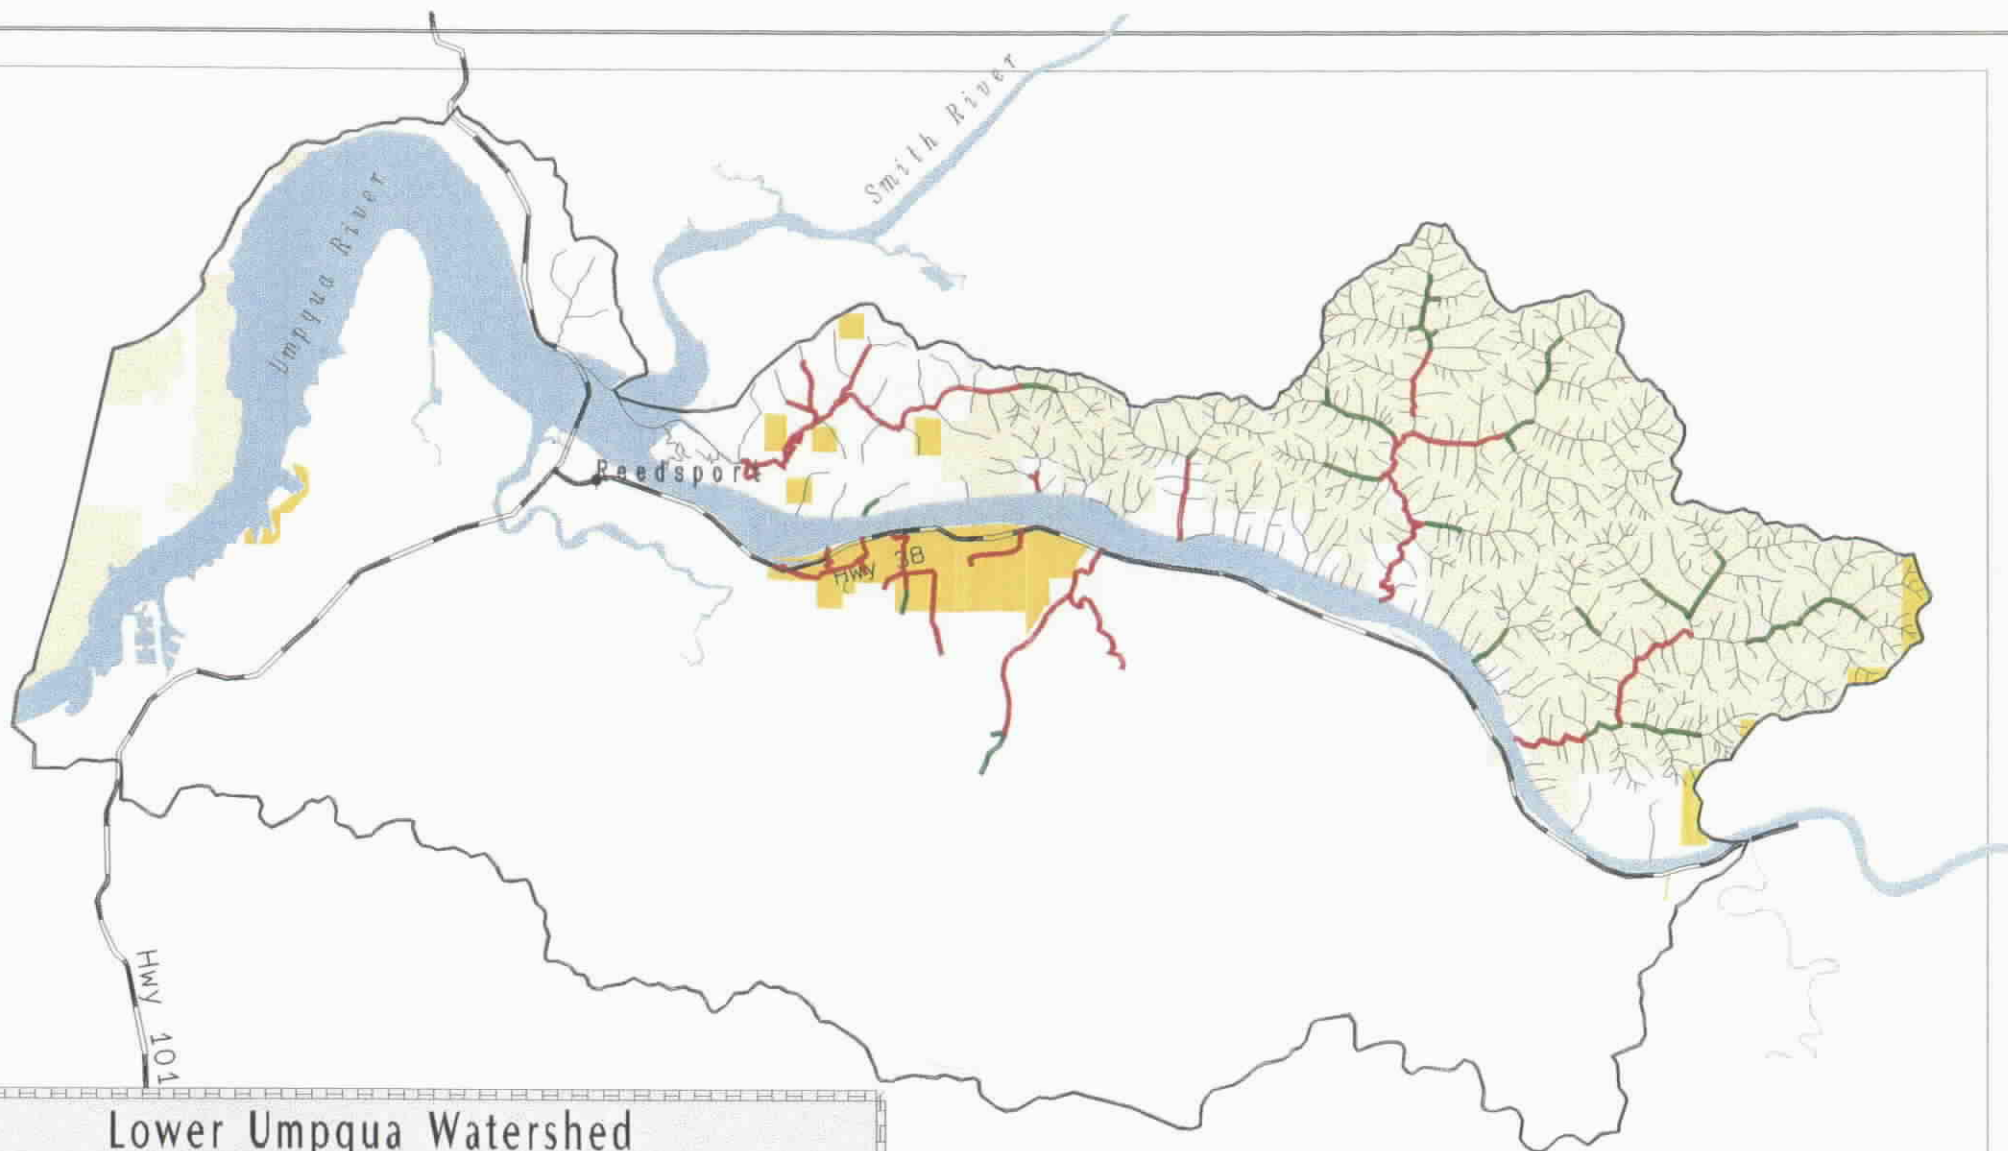 Smith River
Umpqua River
Reedsport
Hwy 38
Hwy 101
Lower Umpqua Watershed